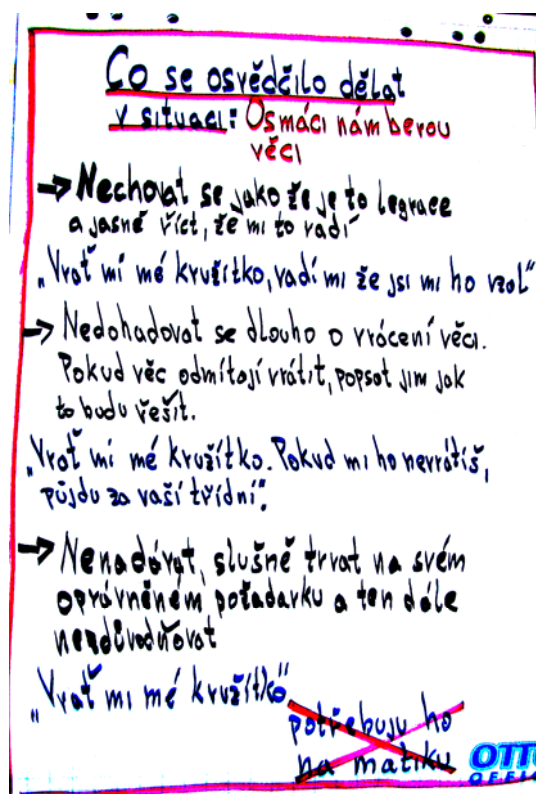 Co se osvědčilo dělat
v situaci: Osmáci nám berou
věci
→ Nechovat se jako že je to legrace
a jasně říct, že mi to vadí
„Vrať mi mé kružítko, vadí mi že jsi mi ho vzal"
→ Nedohadovat se dlouho o vrácení věci.
Pokud věc odmítají vrátit, popsat jim jak
to budu řešit.
„Vrať mi mé kružítko. Pokud mi ho nevrátíš,
půjdu za vaší třídní".
→ Nenadávat, slušně trvat na svém
oprávněném požadavku a ten dále
nezdůvodňovat
„Vrať mi mé kružítko"
potřebuju ho
na matiku
OTTO
OFFI